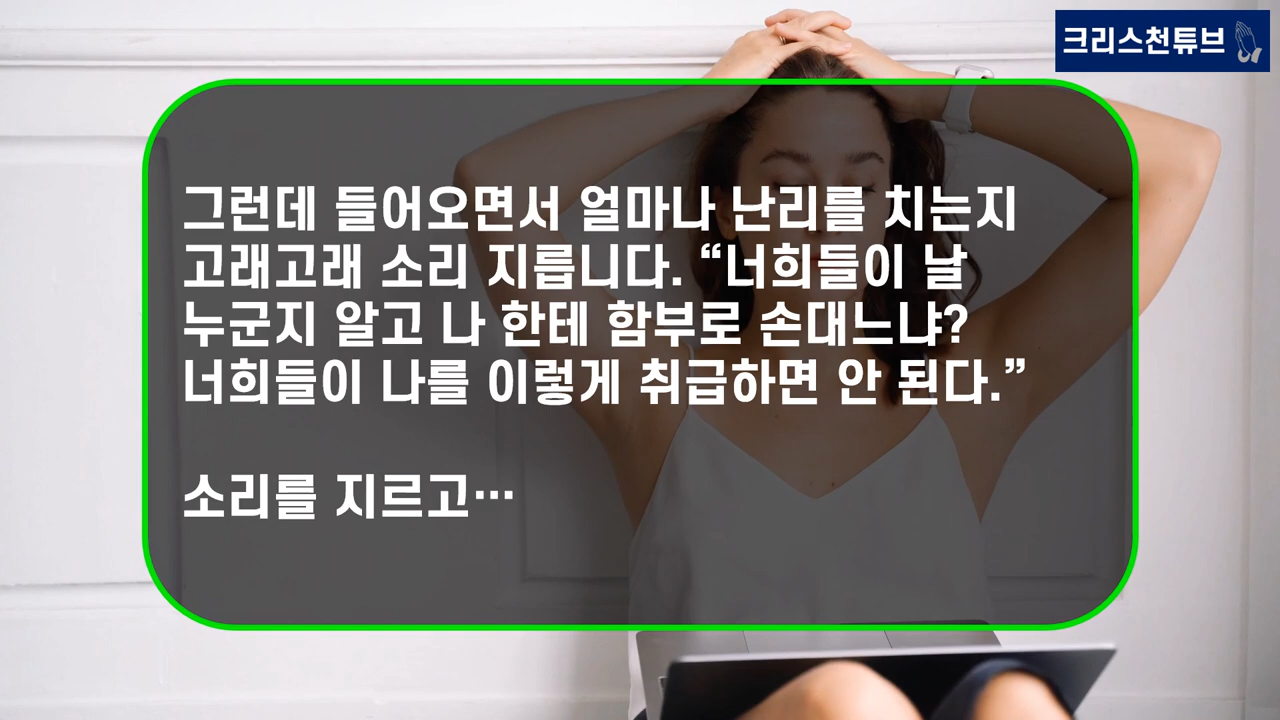 크리스천튜브
그런데 들어오면서 얼마나 난리를 치는지
고래고래 소리 지릅니다. “너희들이 날
누군지 알고 나 한테 함부로 손대느냐?
너희들이 나를 이렇게 취급하면 안 된다.”
소리를 지르고…